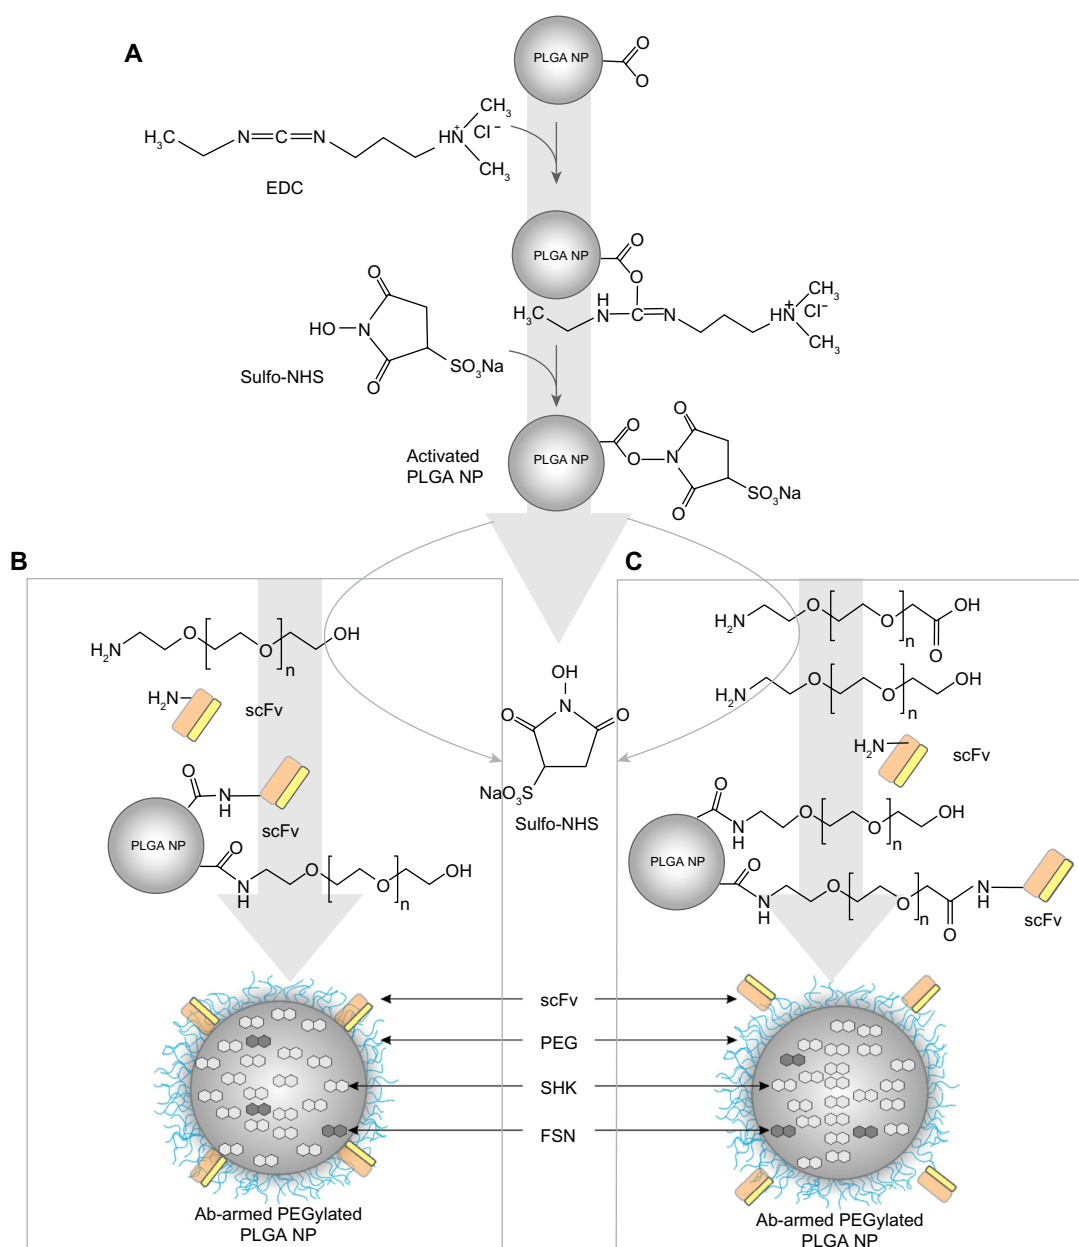 A
PLGA NP
O
O
H₃C
N
C
N
HN⁺
CH₃
Cl⁻
CH₃
EDC
PLGA NP
O
O
H₃C
H
N
C
N
HN⁺
CH₃
Cl⁻
CH₃
O
HO
N
O
SO₃Na
Sulfo-NHS
Activated
PLGA NP
PLGA NP
O
O
N
O
O
SO₃Na
B
H₂N
O
O
n
OH
H₂N
scFv
O
N
H
scFv
PLGA NP
O
N
H
O
O
n
OH
OH
N
O
O
NaO₃S
Sulfo-NHS
C
H₂N
O
O
n
OH
O
H₂N
O
O
n
OH
H₂N
scFv
O
N
H
O
O
n
OH
PLGA NP
O
N
H
O
O
n
O
H
N
scFv
scFv
PEG
SHK
FSN
Ab-armed PEGylated
PLGA NP
Ab-armed PEGylated
PLGA NP